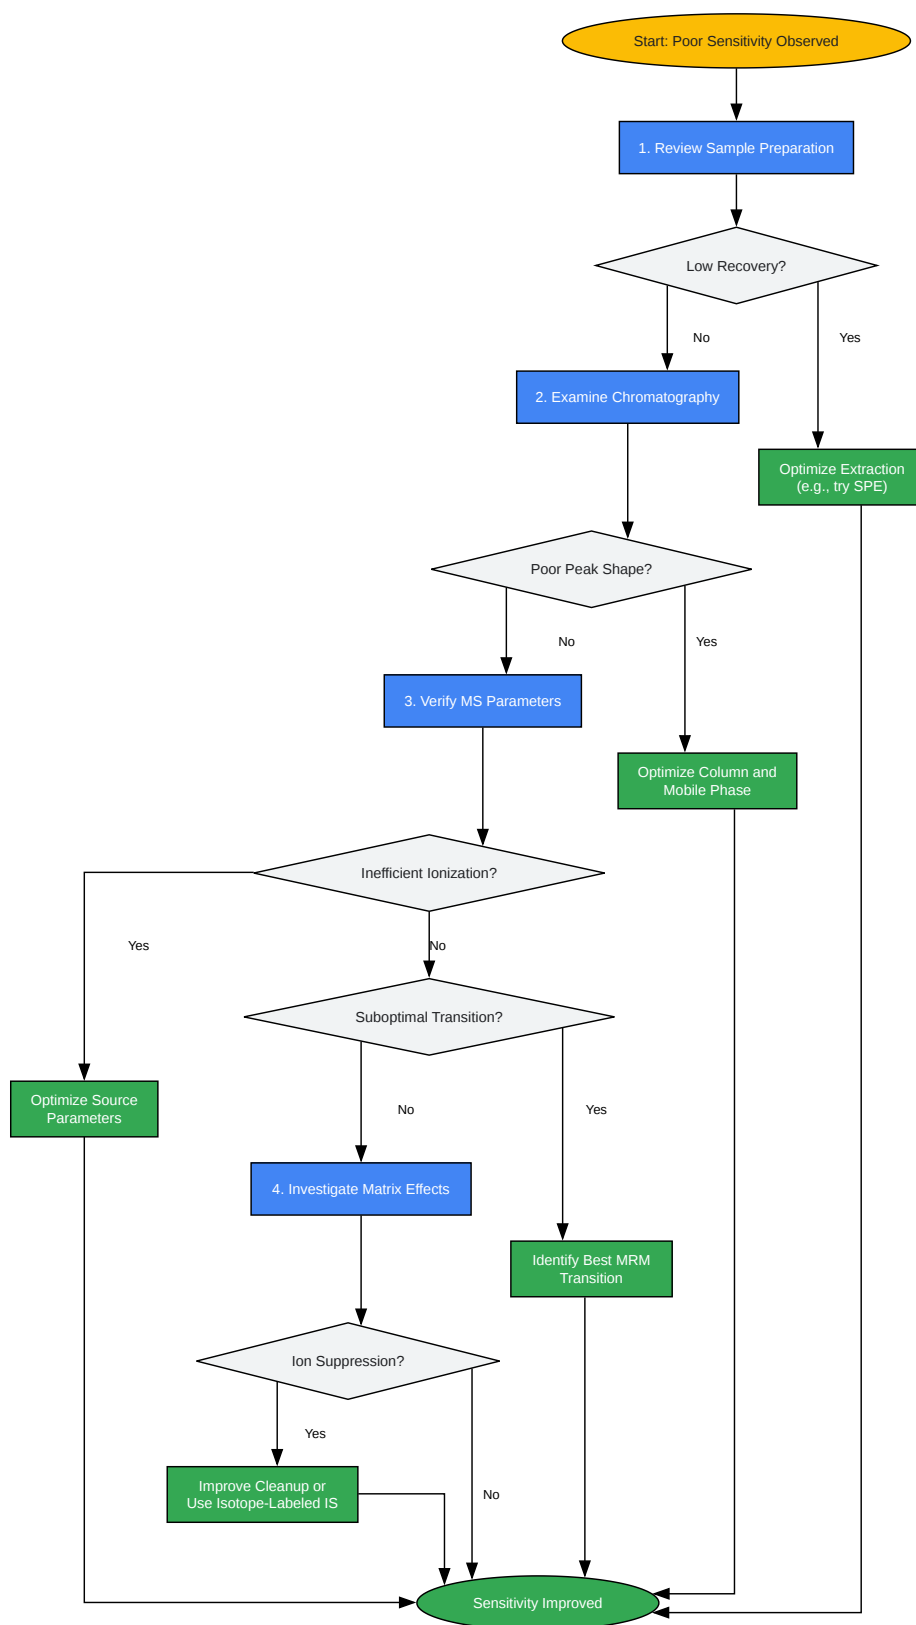 Start: Poor Sensitivity Observed
1. Review Sample Preparation
Low Recovery?
No
Yes
2. Examine Chromatography
Optimize Extraction
(e.g., try SPE)
Poor Peak Shape?
No
Yes
3. Verify MS Parameters
Optimize Column and
Mobile Phase
Inefficient Ionization?
Yes
No
Suboptimal Transition?
Optimize Source
Parameters
No
Yes
4. Investigate Matrix Effects
Identify Best MRM
Transition
Ion Suppression?
Yes
No
Improve Cleanup or
Use Isotope-Labeled IS
Sensitivity Improved